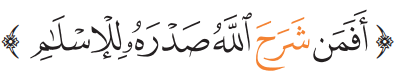 ﴿ أَفَمَن شَرَحَ ٱللَّهُ صَدْرَهُۥ لِلْإِسْلَٰمِ ﴾